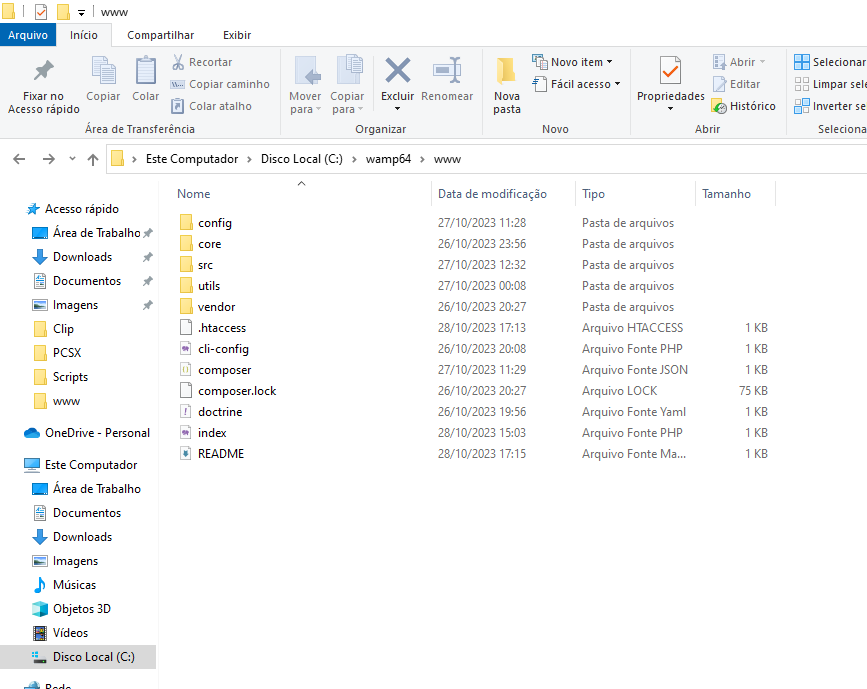 www
Arquivo Início Compartilhar Exibir
Fixar no Acesso rápido
Copiar
Colar
Recortar
Copiar caminho
Colar atalho
Área de Transferência
Mover para
Copiar para
Excluir
Renomear
Organizar
Nova pasta
Novo item
Fácil acesso
Novo
Propriedades
Abrir
Editar
Histórico
Abrir
Selecionar
Limpar sele
Inverter se
Seleciona
Este Computador > Disco Local (C:) > wamp64 > www
Acesso rápido
Área de Trabalho
Downloads
Documentos
Imagens
Clip
PCSX
Scripts
www
OneDrive - Personal
Este Computador
Área de Trabalho
Documentos
Downloads
Imagens
Músicas
Objetos 3D
Vídeos
Disco Local (C:)
Rede
Nome Data de modificação Tipo Tamanho
config 27/10/2023 11:28 Pasta de arquivos
core 26/10/2023 23:56 Pasta de arquivos
src 27/10/2023 12:32 Pasta de arquivos
utils 27/10/2023 00:08 Pasta de arquivos
vendor 26/10/2023 20:27 Pasta de arquivos
.htaccess 28/10/2023 17:13 Arquivo HTACCESS 1 KB
cli-config 26/10/2023 20:08 Arquivo Fonte PHP 1 KB
composer 27/10/2023 11:29 Arquivo Fonte JSON 1 KB
composer.lock 26/10/2023 20:27 Arquivo LOCK 75 KB
doctrine 26/10/2023 19:56 Arquivo Fonte Yaml 1 KB
index 28/10/2023 15:03 Arquivo Fonte PHP 1 KB
README 28/10/2023 17:15 Arquivo Fonte Ma... 1 KB